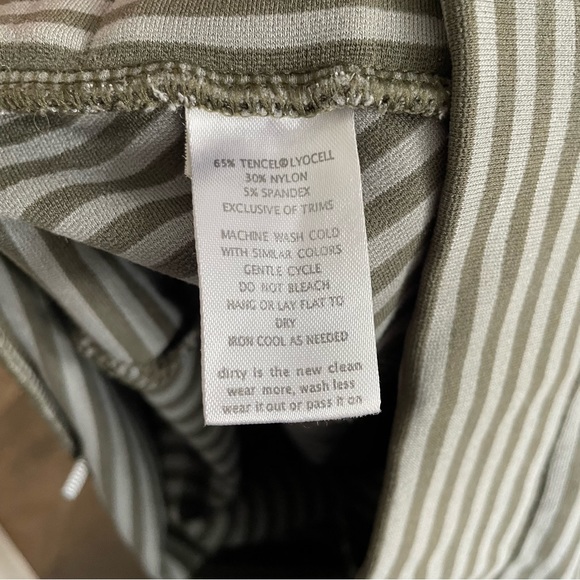 65% TENCEL® LYOCELL
30% NYLON
5% SPANDEX
EXCLUSIVE OF TRIMS
MACHINE WASH COLD
WITH SIMILAR COLORS
GENTLE CYCLE
DO NOT BLEACH
HANG OR LAY FLAT TO
DRY
IRON COOL AS NEEDED
dirty is the new clean
wear more, wash less
wear it out or pass it on